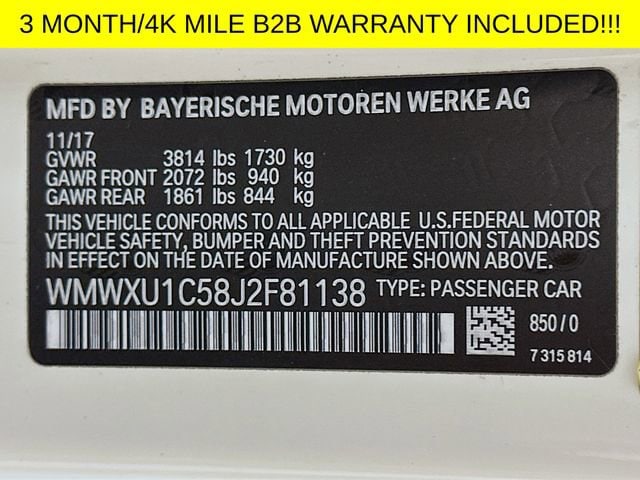 3 MONTH/4K MILE B2B WARRANTY INCLUDED!!!
MFD BY BAYERISCHE MOTOREN WERKE AG
11/17
GVWR 3814 lbs 1730 kg
GAWR FRONT 2072 lbs 940 kg
GAWR REAR 1861 lbs 844 kg
THIS VEHICLE CONFORMS TO ALL APPLICABLE U.S.FEDERAL MOTOR
VEHICLE SAFETY, BUMPER AND THEFT PREVENTION STANDARDS
IN EFFECT ON THE DATE OF MANUFACTURE SHOWN ABOVE.
WMWXU1C58J2F81138 TYPE: PASSENGER CAR
850/0
7 315 814